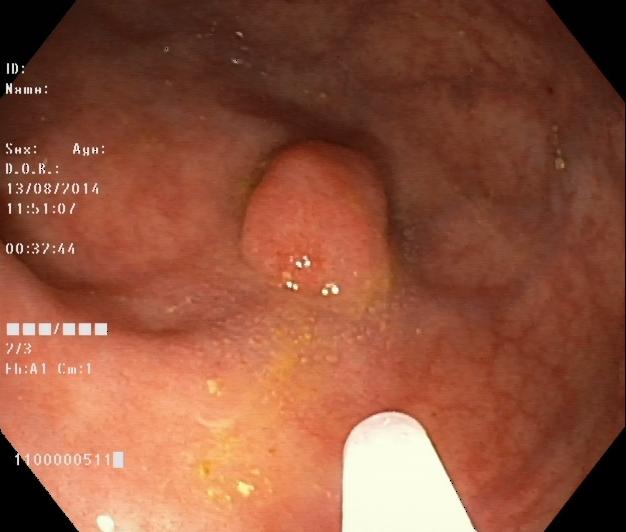 ID:
Name:
Sex: Age:
D.O.R.:
13/08/2014
11:51:07
00:37:44
■■■/■■■
2/3
Eh:A1 Cm:1
1100000511